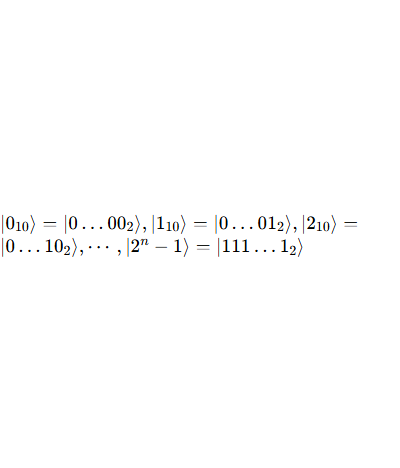 |0₁₀⟩ = |0 … 00₂⟩, |1₁₀⟩ = |0 … 01₂⟩, |2₁₀⟩ =
|0 … 10₂⟩, ⋯ , |2ⁿ − 1⟩ = |111 … 1₂⟩